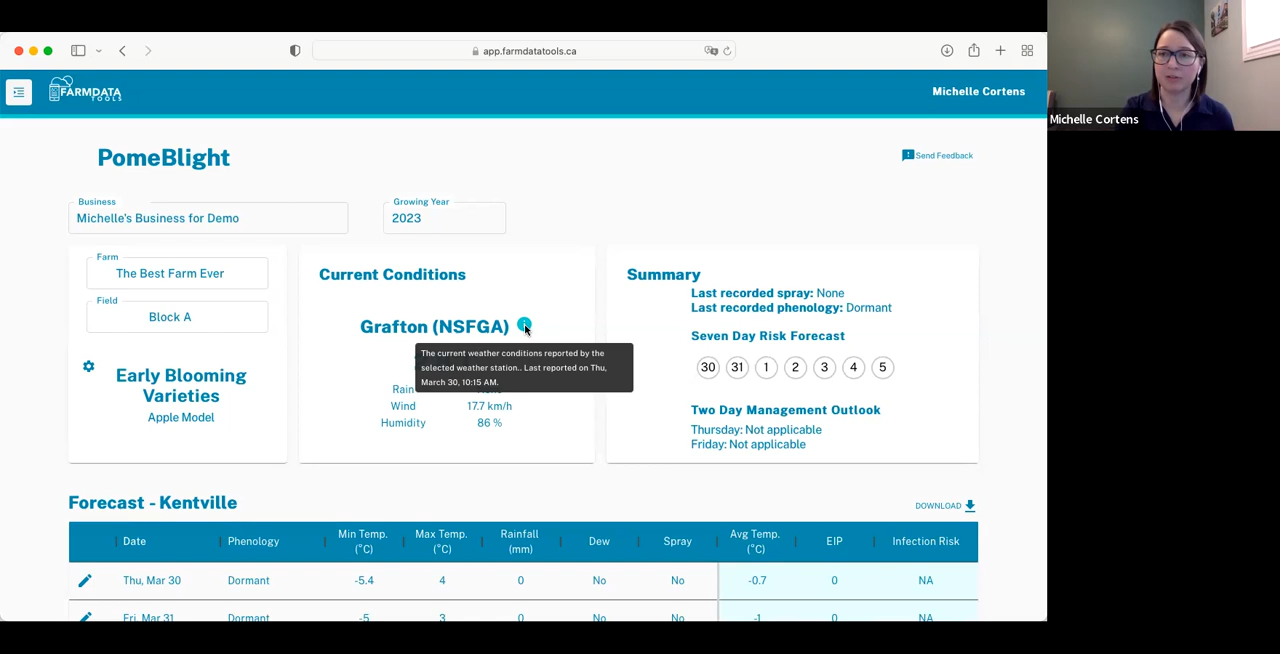 app.farmdatatools.ca
FARMDATA
TOOLS
Michelle Cortens
Michelle Cortens
PomeBlight
Send Feedback
Business
Michelle's Business for Demo
Growing Year
2023
Farm
The Best Farm Ever
Field
Block A
Early Blooming
Varieties
Apple Model
Current Conditions
Grafton (NSFGA)
The current weather conditions reported by the
selected weather station.. Last reported on Thu,
March 30, 10:15 AM.
Rain
Wind 17.7 km/h
Humidity 86 %
Summary
Last recorded spray: None
Last recorded phenology: Dormant
Seven Day Risk Forecast
30 31 1 2 3 4 5
Two Day Management Outlook
Thursday: Not applicable
Friday: Not applicable
Forecast - Kentville
DOWNLOAD
Date Phenology Min Temp. (°C) Max Temp. (°C) Rainfall (mm) Dew Spray Avg Temp. (°C) EIP Infection Risk
Thu, Mar 30 Dormant -5.4 4 0 No No -0.7 0 NA
Fri, Mar 31 Dormant -5 3 0 No No -1 0 NA